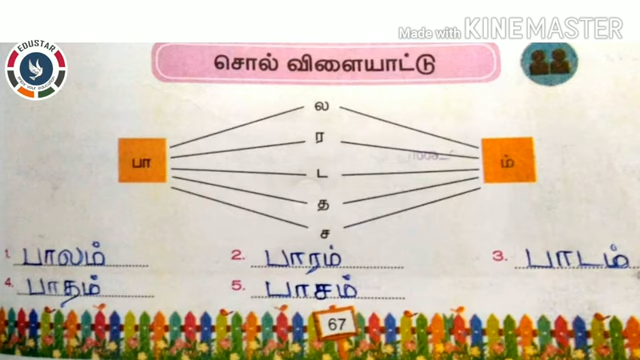 EDUSTAR
Made with KINEMASTER
சொல் விளையாட்டு
ல
ர
பா ட ம்
த
ச
1. பாலம் 2. பாரம் 3. பாடம்
4. பாதம் 5. பாசம்
67